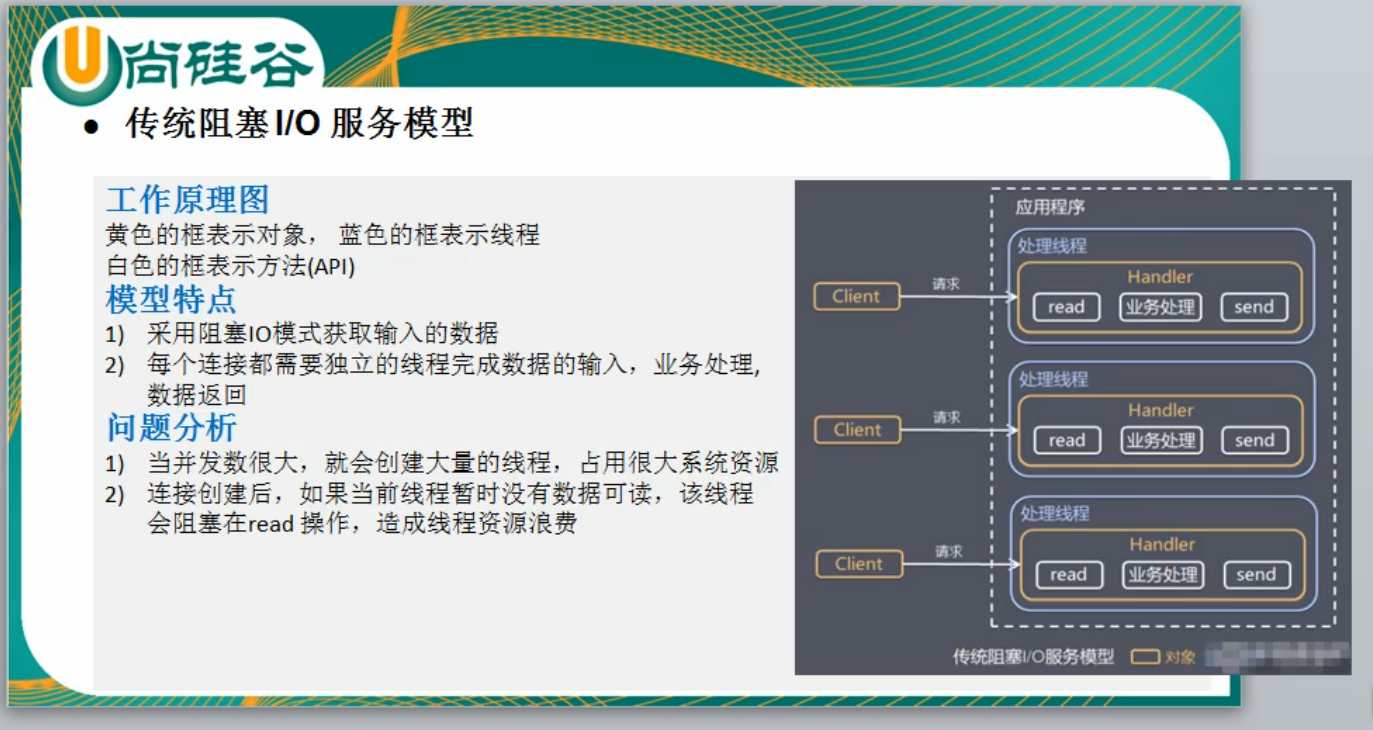 尚硅谷
● 传统阻塞I/O 服务模型
工作原理图
黄色的框表示对象， 蓝色的框表示线程
白色的框表示方法(API)
模型特点
1) 采用阻塞IO模式获取输入的数据
2) 每个连接都需要独立的线程完成数据的输入，业务处理,
数据返回
问题分析
1) 当并发数很大，就会创建大量的线程，占用很大系统资源
2) 连接创建后，如果当前线程暂时没有数据可读，该线程
会阻塞在read 操作，造成线程资源浪费
应用程序
处理线程
Handler
Client
请求
read
业务处理
send
处理线程
Handler
Client
请求
read
业务处理
send
处理线程
Handler
Client
请求
read
业务处理
send
传统阻塞I/O服务模型
对象